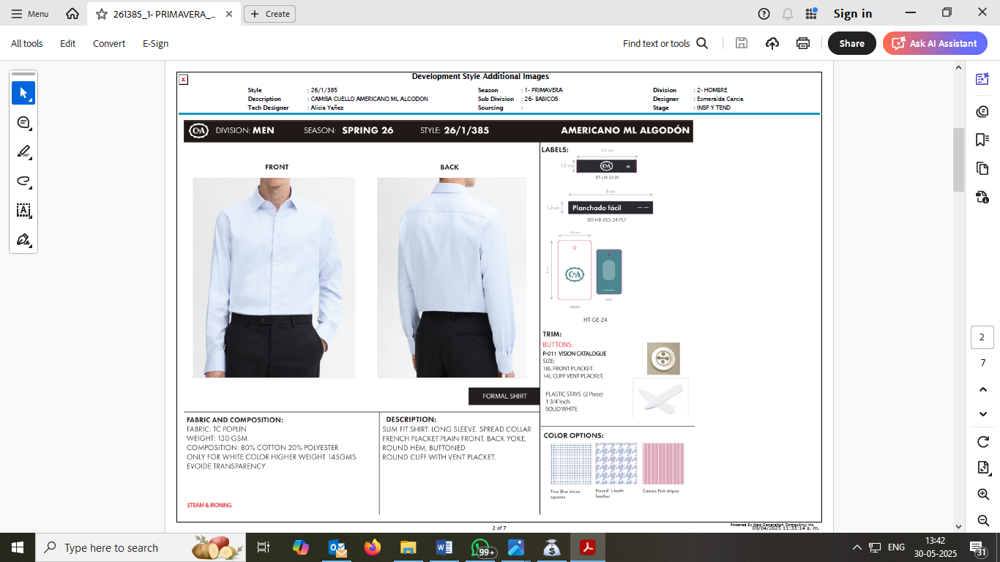 Menu
261385_1- PRIMAVERA_...
Create
Sign in
All tools
Edit
Convert
E-Sign
Find text or tools
Share
Ask AI Assistant
Development Style Additional Images
Style : 26/1/385
Season : 1- PRIMAVERA
Division : 2- HOMBRE
Description : CAMISA CUELLO AMERICANO ML ALGODON
Sub Division : 26- BASICOS
Designer : Esmeralda Garcia
Tech Designer : Alicia Yañez
Sourcing :
Stage : INSP Y TEND
C&A DIVISION: MEN SEASON: SPRING 26 STYLE: 26/1/385 AMERICANO ML ALGODÓN
FRONT
BACK
FORMAL SHIRT
LABELS:
6.1 cm
1.3 cm
C&A M
BT-LM-24-01
8 cm
1.2 cm
Planchado fácil
BD-HB-AES-24-PLF
4.5 cm
C&A
FRONT
BACK
HT-GE-24
TRIM:
BUTTONS:
P-011 VISION CATALOGUE
SIZE:
18L FRONT PLACKET.
14L CUFF VENT PLACKET.
PLASTIC STAYS (2 Piece)
1 3/4 Inch
SOLID WHITE
FABRIC AND COMPOSITION:
FABRIC: TC POPLIN
WEIGHT: 130 GSM
COMPOSITION: 80% COTTON 20% POLYESTER
ONLY FOR WHITE COLOR HIGHER WEIGHT 145GMS
EVOIDE TRANSPARENCY
STEAM & IRONING
DESCRIPTION:
SLIM FIT SHIRT. LONG SLEEVE. SPREAD COLLAR
FRENCH PLACKET PLAIN FRONT, BACK YOKE,
ROUND HEM, BUTTONED
ROUND CUFF WITH VENT PLACKET.
COLOR OPTIONS:
True Blue micro
squares
Hound´s tooth
heather
Cameo Pink stripes
2 of 7
Powered By New Generation Computing Inc.
09/04/2025 11:33:14 a. m.
2
7
Type here to search
99+
ENG
13:42
30-05-2025
31